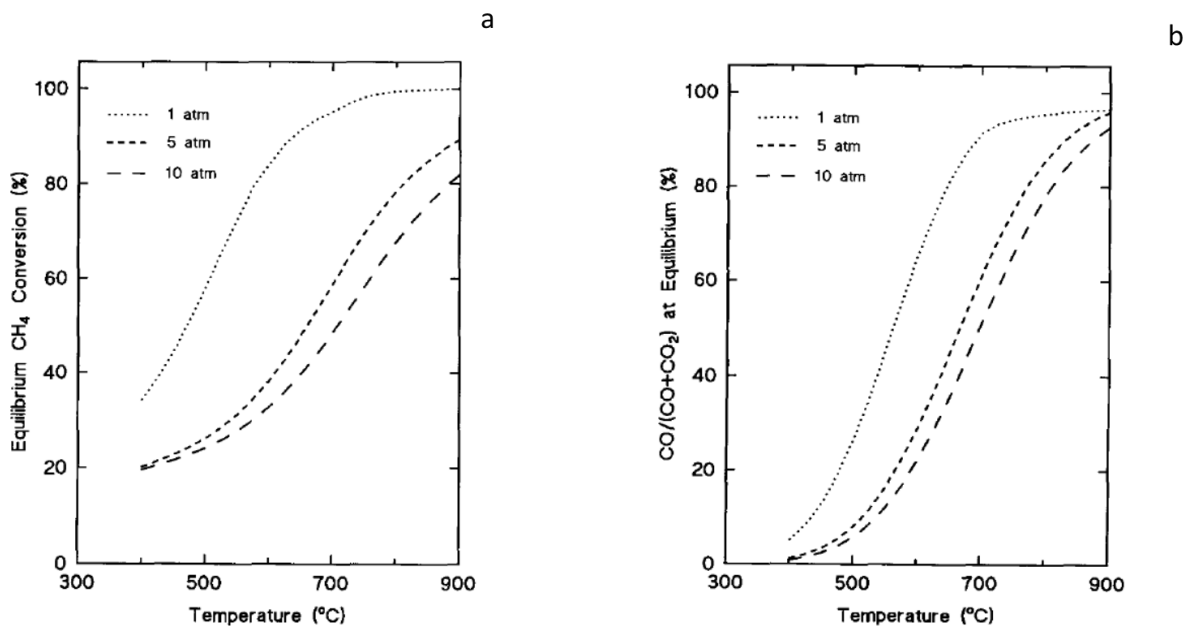 a
100
80
60
40
20
0
Equilibrium CH₄ Conversion (%)
1 atm
5 atm
10 atm
300 500 700 900
Temperature (ºC)
b
100
80
60
40
20
0
CO/(CO+CO₂) at Equilibrium (%)
1 atm
5 atm
10 atm
300 500 700 900
Temperature (ºC)